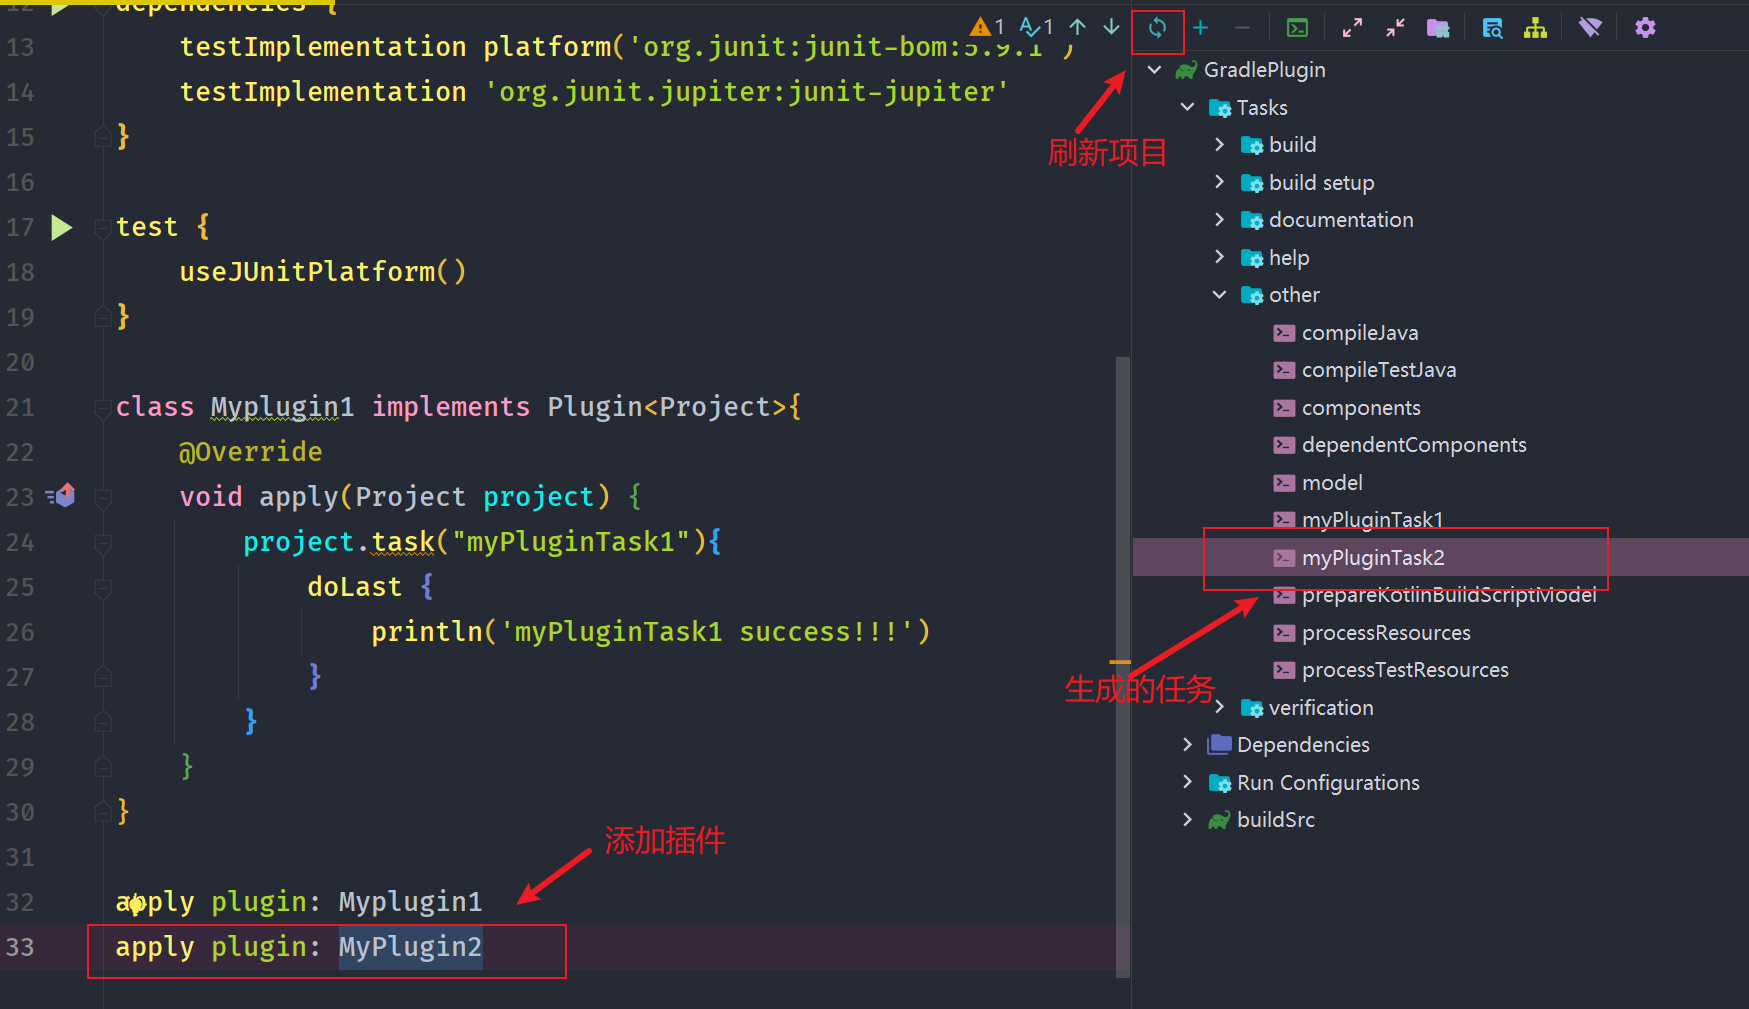 12 dependencies {
13 testImplementation platform('org.junit:junit-bom:5.9.1')
14 testImplementation 'org.junit.jupiter:junit-jupiter'
15 }
16
17 test {
18 useJUnitPlatform()
19 }
20
21 class Myplugin1 implements Plugin<Project>{
22 @Override
23 void apply(Project project) {
24 project.task("myPluginTask1"){
25 doLast {
26 println('myPluginTask1 success!!!')
27 }
28 }
29 }
30 }
31
添加插件
32 apply plugin: Myplugin1
33 apply plugin: MyPlugin2
1 1
刷新项目
生成的任务
GradlePlugin
Tasks
build
build setup
documentation
help
other
compileJava
compileTestJava
components
dependentComponents
model
myPluginTask1
myPluginTask2
prepareKotlinBuildScriptModel
processResources
processTestResources
verification
Dependencies
Run Configurations
buildSrc